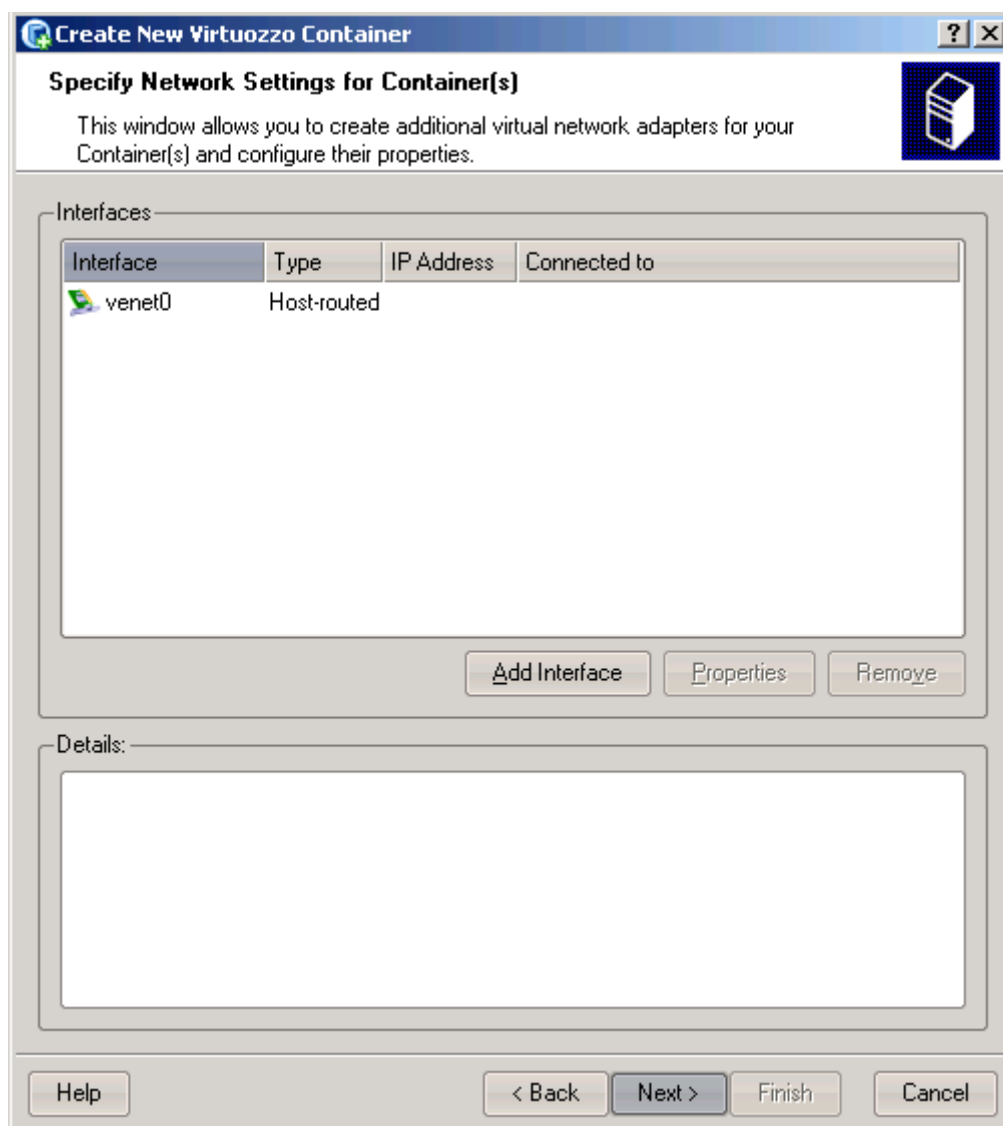 Create New Virtuozzo Container
Specify Network Settings for Container(s)
This window allows you to create additional virtual network adapters for your
Container(s) and configure their properties.
Interfaces
Interface Type IP Address Connected to
venet0 Host-routed
Add Interface Properties Remove
Details:
Help < Back Next > Finish Cancel